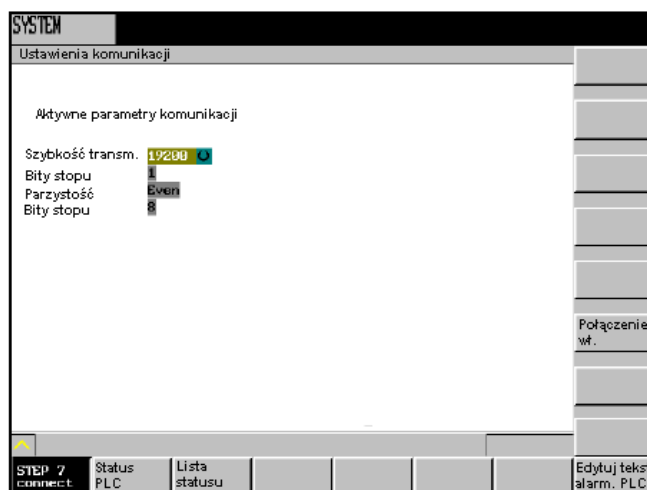 SYSTEM
Ustawienia komunikacji
Aktywne parametry komunikacji
Szybkość transm. 19200
Bity stopu 1
Parzystość Even
Bity stopu 8
Połączenie
wł.
STEP 7
connect
Status
PLC
Lista
statusu
Edytuj teks
alarm. PLC